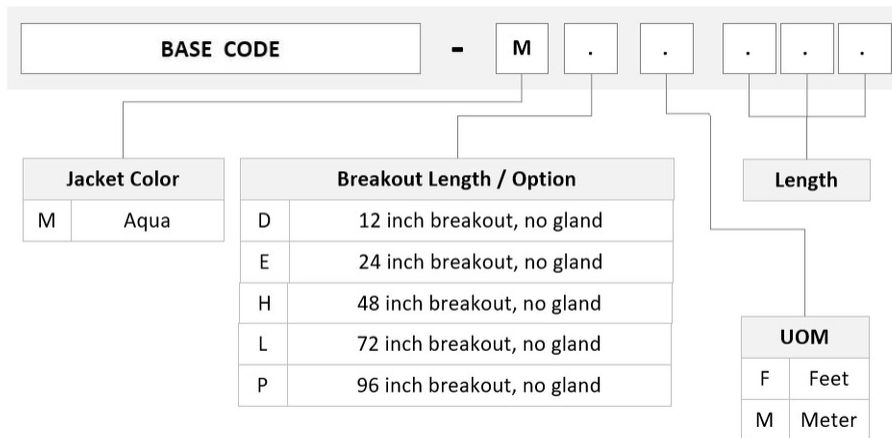 BASE CODE - M . . . . .
Jacket Color
M Aqua
Breakout Length / Option
D 12 inch breakout, no gland
E 24 inch breakout, no gland
H 48 inch breakout, no gland
L 72 inch breakout, no gland
P 96 inch breakout, no gland
Length
UOM
F Feet
M Meter